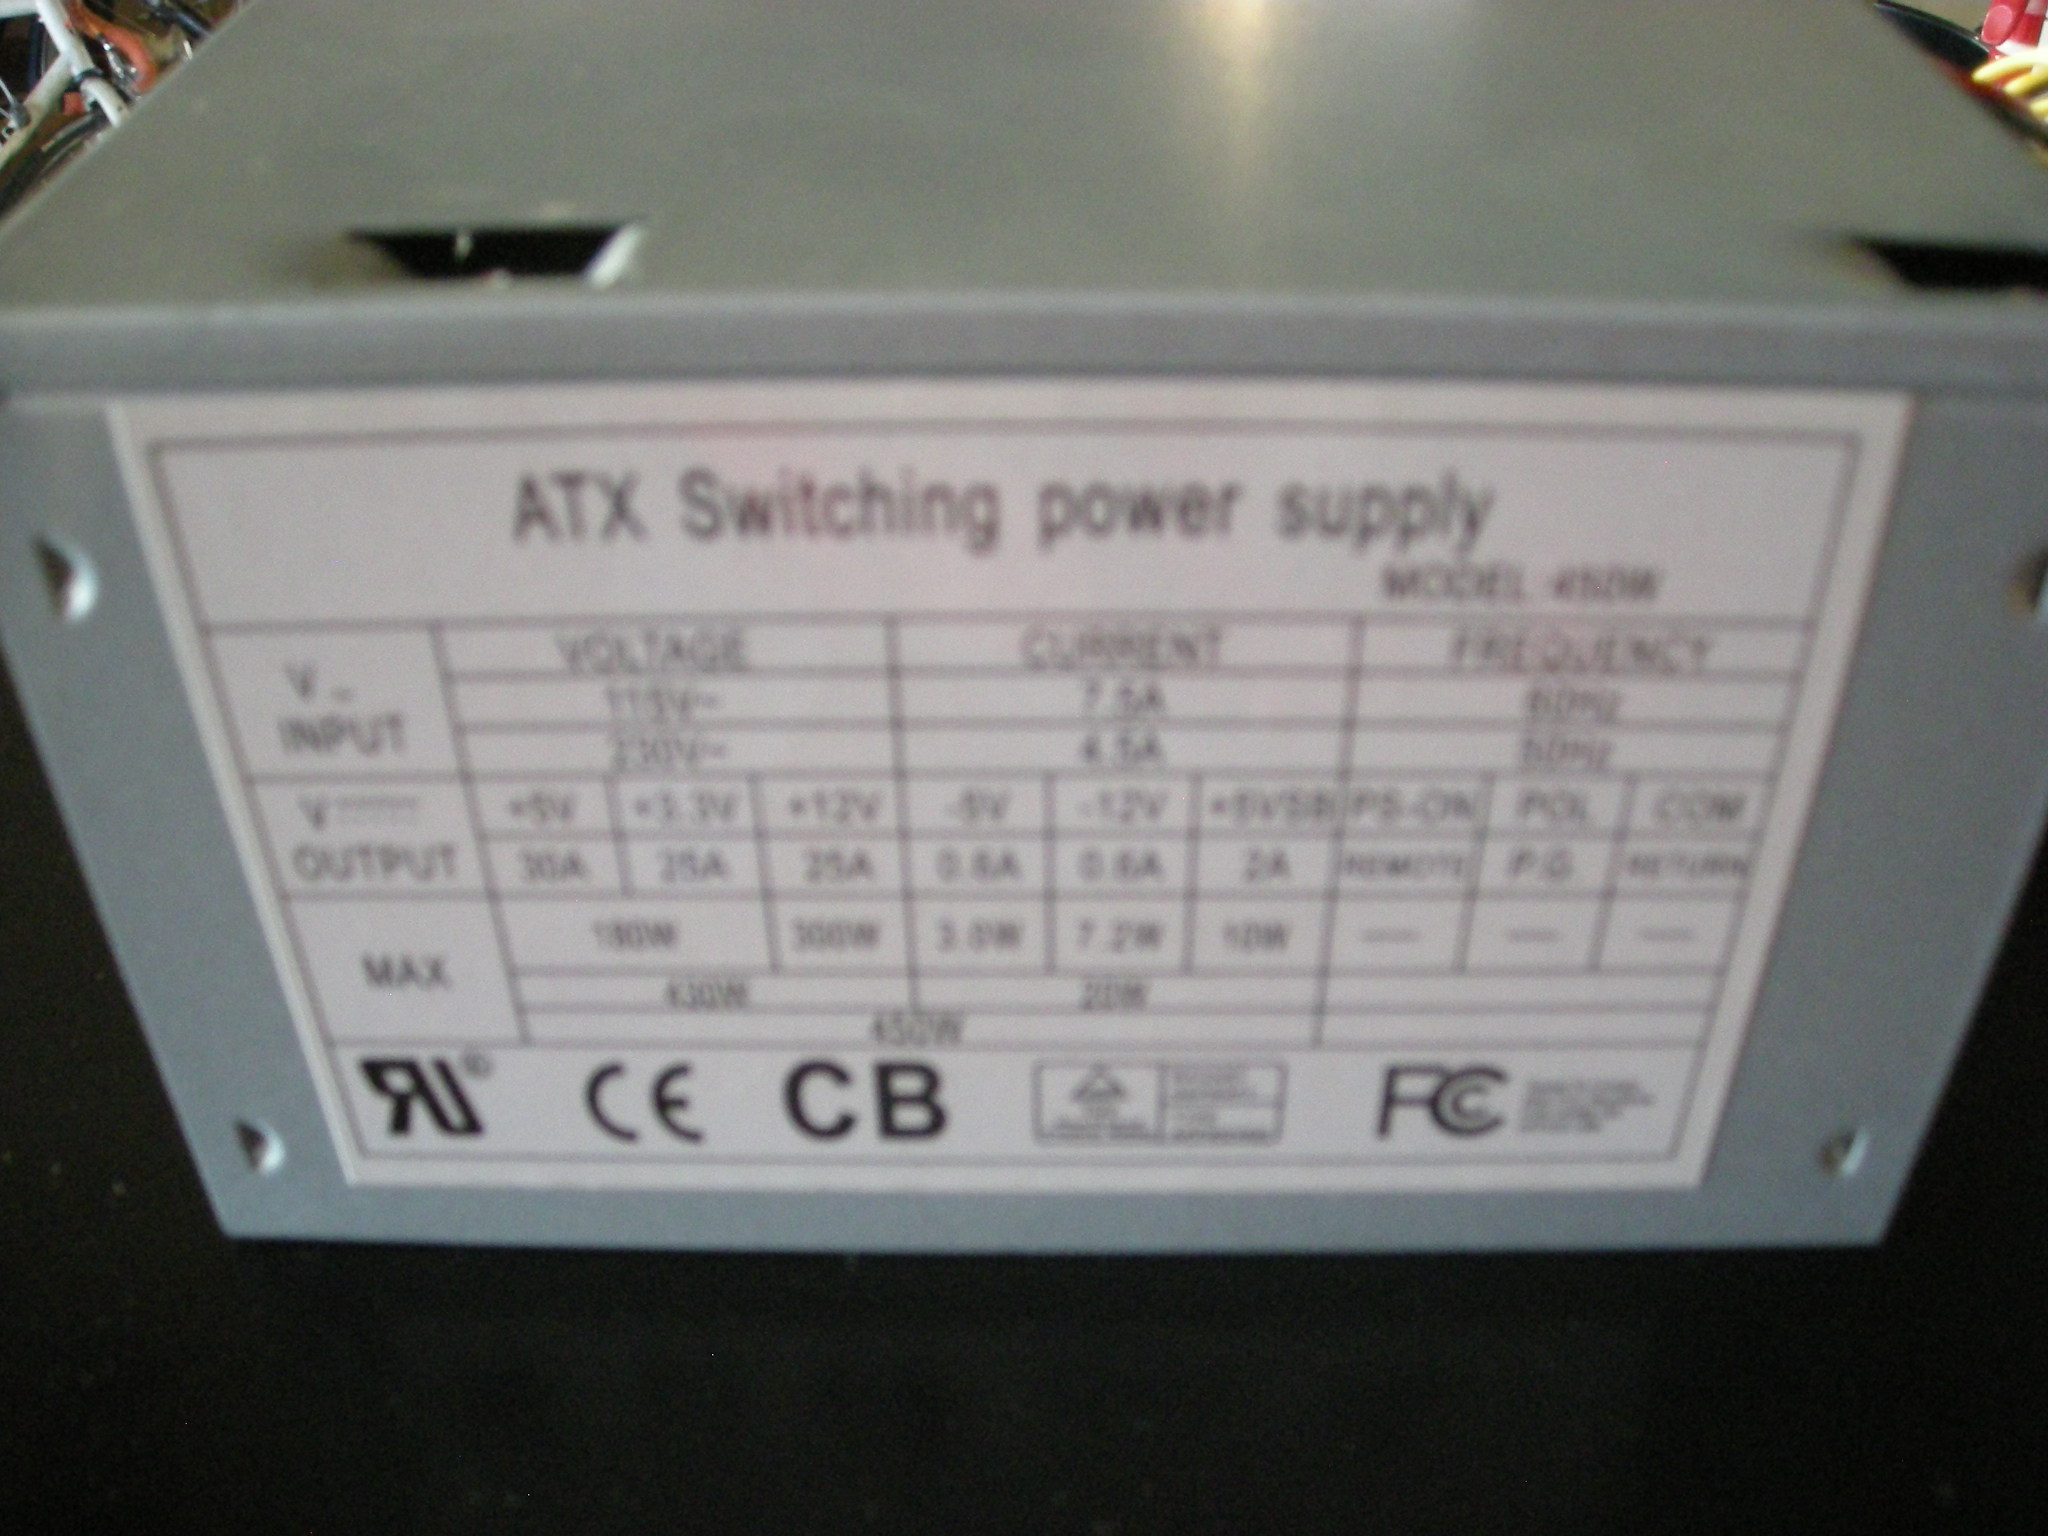 ATX Switching power supply
MODEL:450W
V~ INPUT
VOLTAGE CURRENT FREQUENCY
115V~ 7.5A 60Hz
230V~ 4.5A 50Hz
V OUTPUT
+5V +3.3V +12V -5V -12V +5VSB PS-ON POL COM
30A 25A 25A 0.6A 0.6A 2A REMOTE P.G RETURN
MAX
180W 300W 3.0W 7.2W 10W — — —
430W 20W
450W
CE CB FC